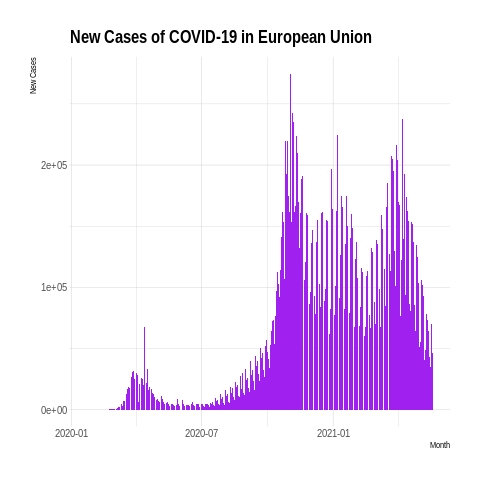 New Cases of COVID-19 in European Union
New Cases
2e+05
1e+05
0e+00
2020-01
2020-07
2021-01
Month